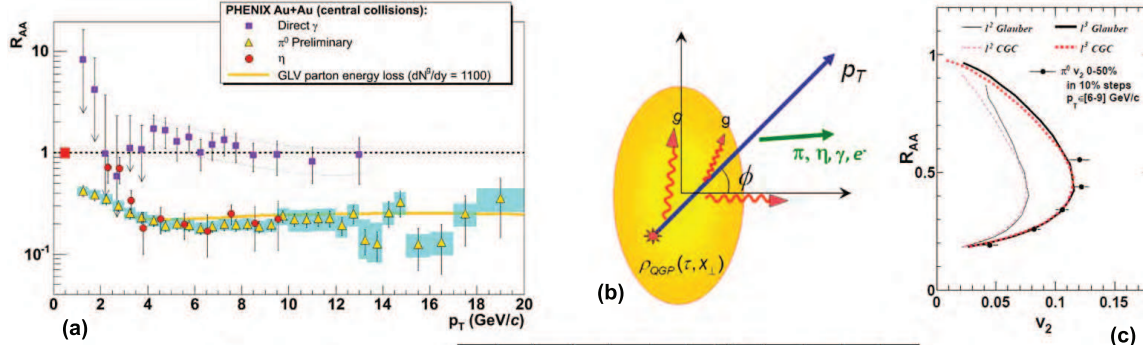 PHENIX Au+Au (central collisions):
Direct γ
π⁰ Preliminary
η
GLV parton energy loss (dNᵍ/dy = 1100)
R_AA
10
1
10⁻¹
0 2 4 6 8 10 12 14 16 18 20
p_T (GeV/c)
(a)
p_T
g
g
π, η, γ, e⁻
ϕ
ρ_QGP(τ, x_⊥)
(b)
l² Glauber
l³ Glauber
l² CGC
l³ CGC
π⁰ v₂ 0-50%
in 10% steps
p_T∈[6-9] GeV/c
R_AA
1
0.5
0
0 0.05 0.1 0.15
v₂
(c)